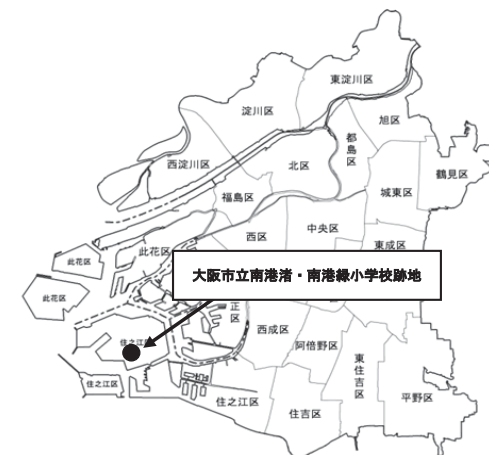 東淀川区
淀川区
旭区
都島区
西淀川区
北区
鶴見区
城東区
福島区
中央区
西区
東成区
此花区
此花区
此花区
大阪市立南港渚・南港緑小学校跡地
正区
西成区
阿倍野区
住之江
東住吉区
住之江区
住之江区
住吉区
平野区